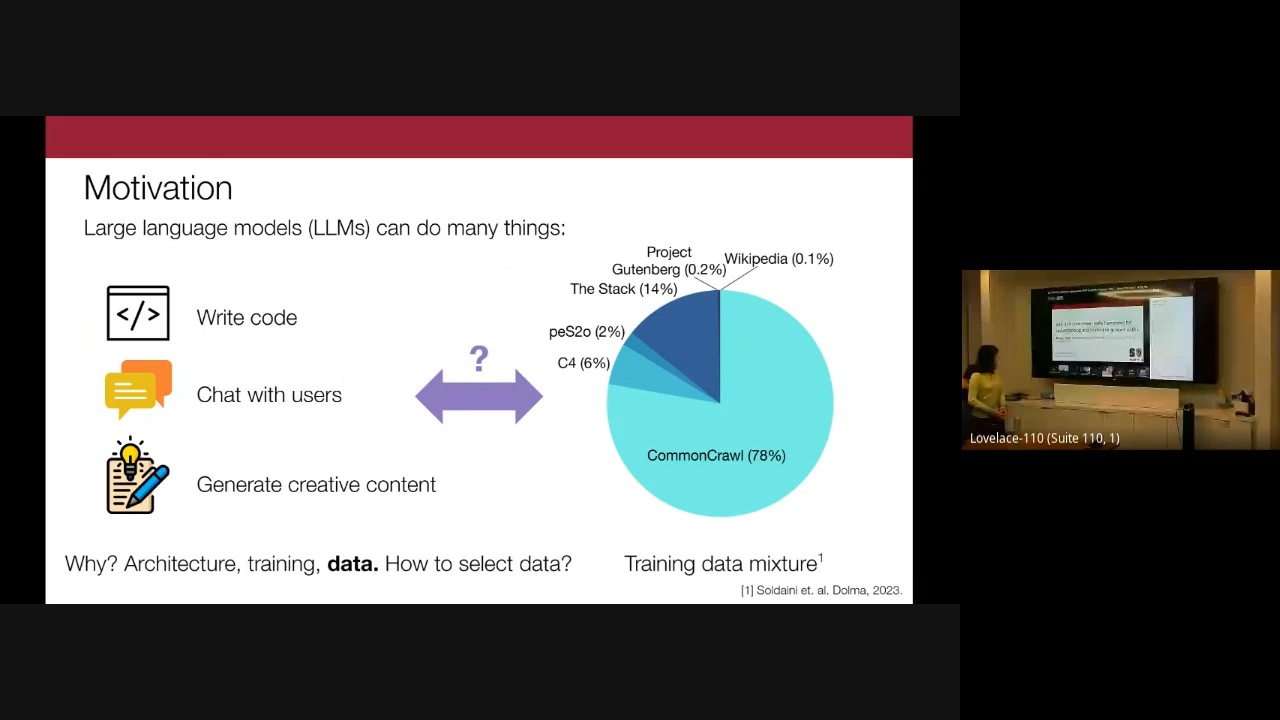 Motivation
Large language models (LLMs) can do many things:
Write code
Chat with users
Generate creative content
?
Project
Gutenberg (0.2%)
Wikipedia (0.1%)
The Stack (14%)
peS2o (2%)
C4 (6%)
CommonCrawl (78%)
Why? Architecture, training, data. How to select data?
Training data mixture1
[1] Soldaini et. al. Dolma, 2023.
Lovelace-110 (Suite 110, 1)